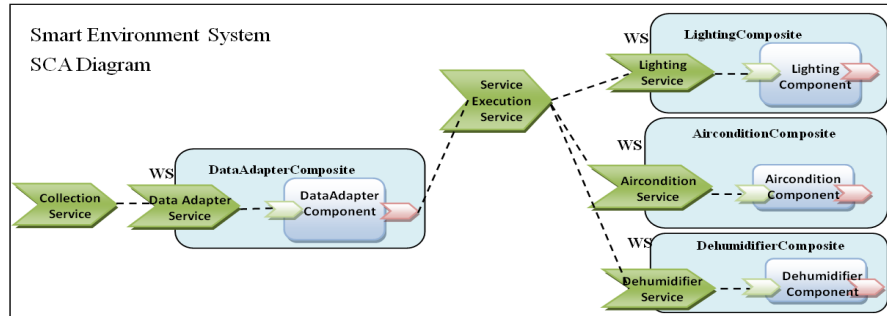 Smart Environment System
SCA Diagram
Collection
Service
WS
DataAdapterComposite
Data Adapter
Service
DataAdapter
Component
Service
Execution
Service
WS
LightingComposite
Lighting
Service
Lighting
Component
WS
AirconditionComposite
Aircondition
Service
Aircondition
Component
WS
DehumidifierComposite
Dehumidifier
Service
Dehumidifier
Component